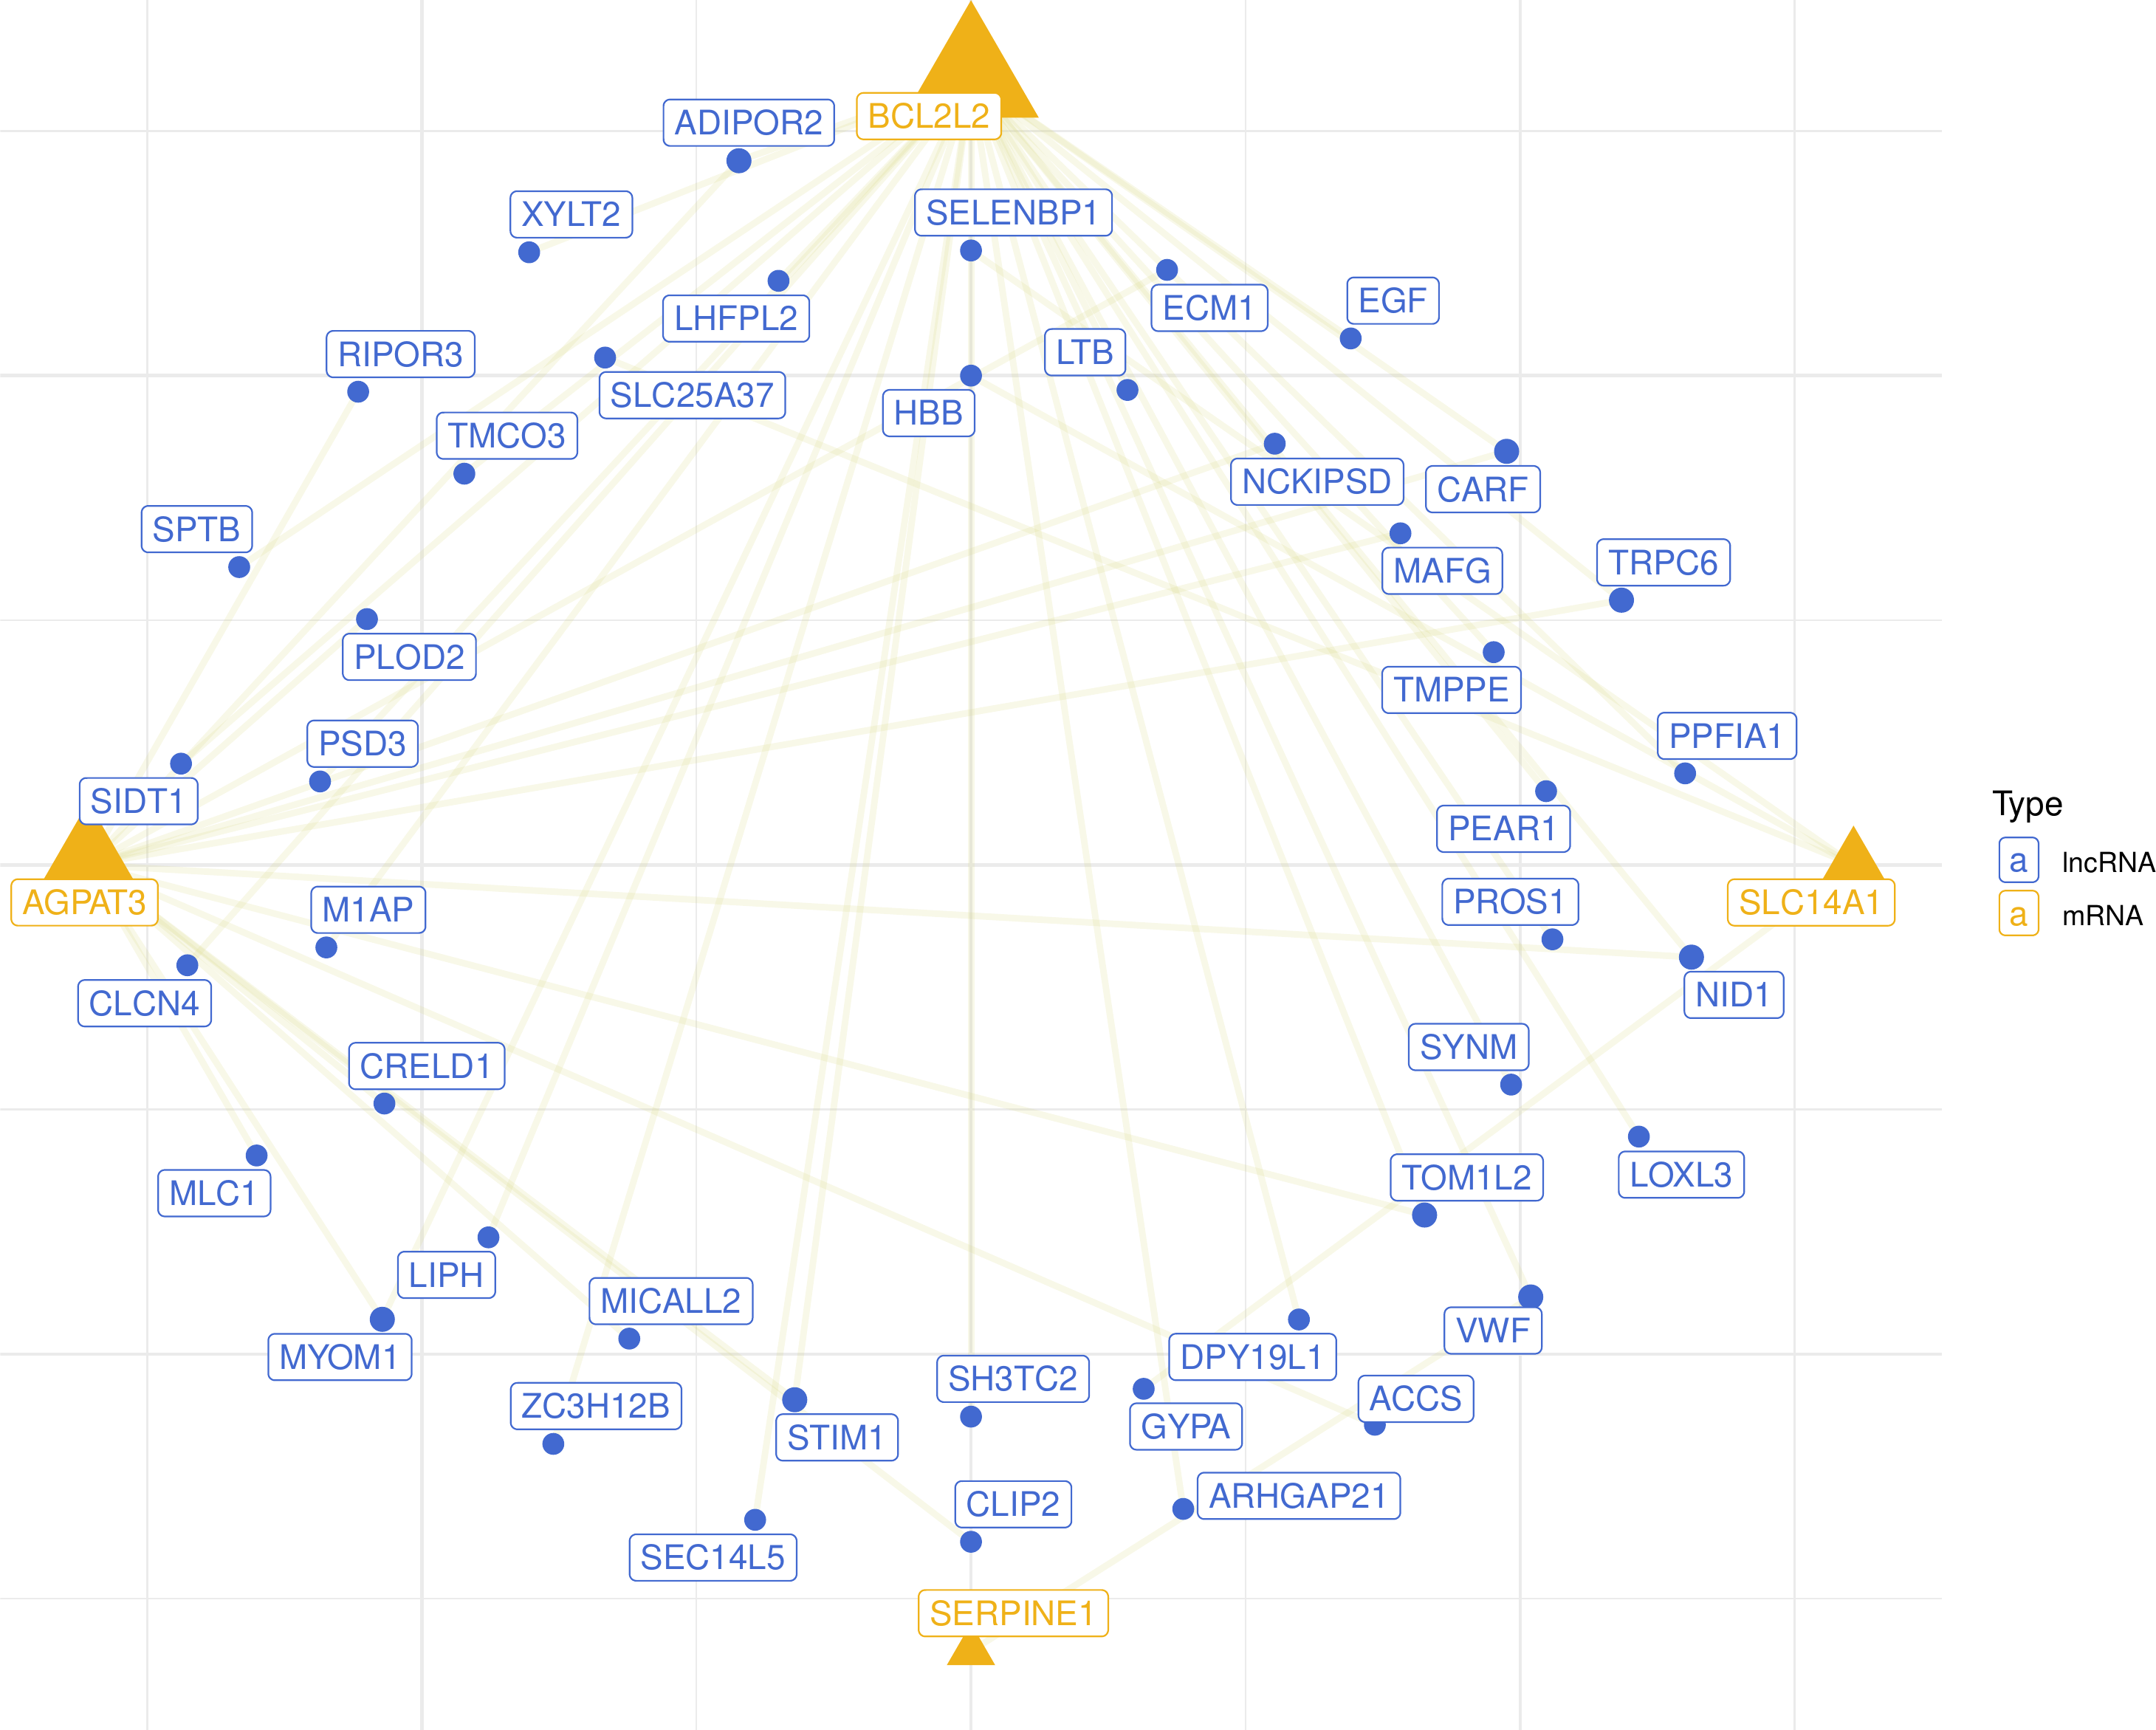 BCL2L2
ADIPOR2
XYLT2
SELENBP1
LHFPL2
ECM1
EGF
RIPOR3
LTB
SLC25A37
HBB
TMCO3
NCKIPSD
CARF
SPTB
MAFG
TRPC6
PLOD2
TMPPE
PSD3
PPFIA1
SIDT1
PEAR1
Type
a lncRNA
a mRNA
AGPAT3
M1AP
PROS1
SLC14A1
CLCN4
NID1
SYNM
CRELD1
MLC1
TOM1L2
LOXL3
LIPH
MICALL2
VWF
MYOM1
DPY19L1
SH3TC2
ZC3H12B
ACCS
STIM1
GYPA
CLIP2
ARHGAP21
SEC14L5
SERPINE1